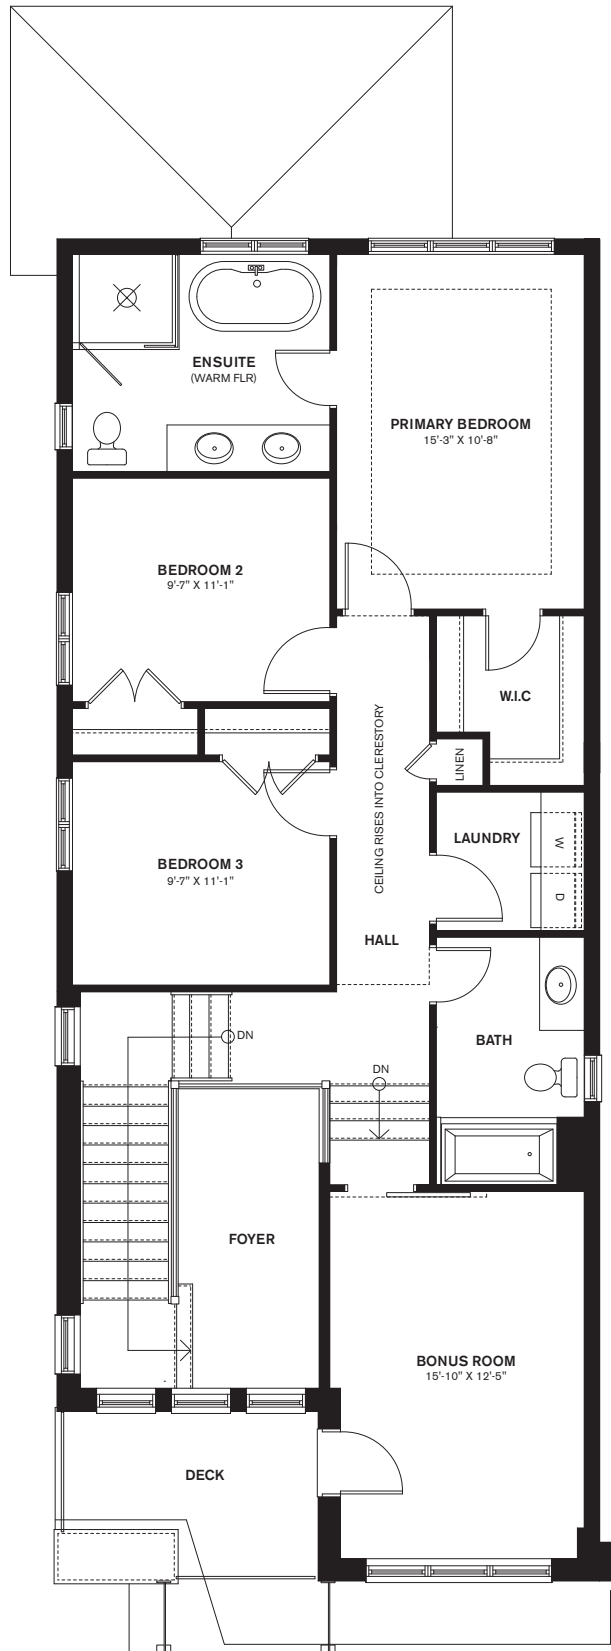 ENSUITE
(WARM FLR)
PRIMARY BEDROOM
15'-3" X 10'-8"
BEDROOM 2
9'-7" X 11'-1"
W.I.C
CEILING RISES INTO CLERESTORY
LINEN
LAUNDRY
W
D
BEDROOM 3
9'-7" X 11'-1"
HALL
DN
BATH
DN
FOYER
BONUS ROOM
15'-10" X 12'-5"
DECK